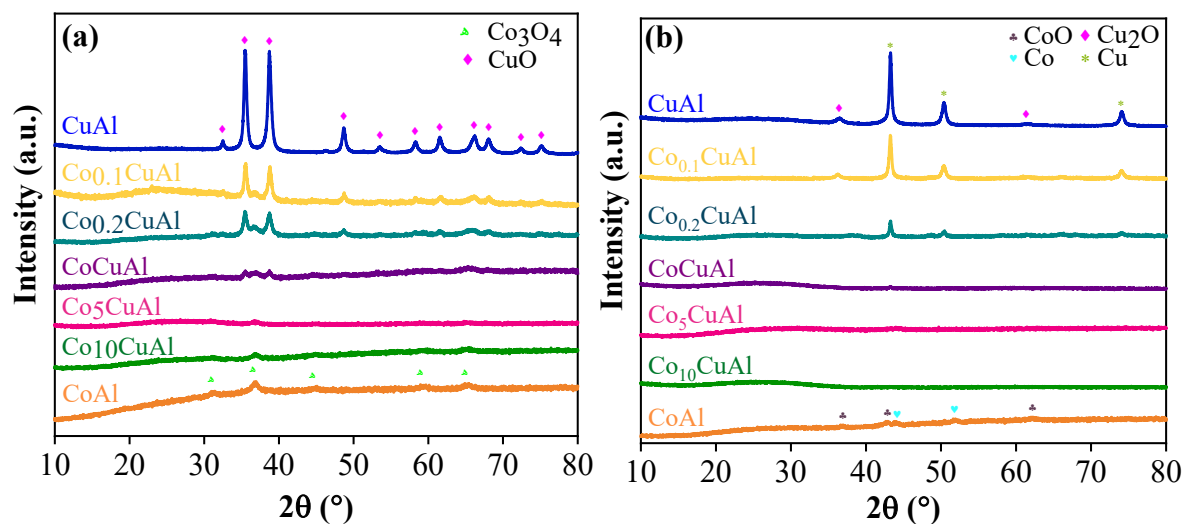 (a)
Co3O4
CuO
CuAl
Co0.1CuAl
Co0.2CuAl
CoCuAl
Co5CuAl
Co10CuAl
CoAl
Intensity (a.u.)
10 20 30 40 50 60 70 80
2θ (°)
(b)
CoO Cu2O
Co Cu
CuAl
Co0.1CuAl
Co0.2CuAl
CoCuAl
Co5CuAl
Co10CuAl
CoAl
Intensity (a.u.)
10 20 30 40 50 60 70 80
2θ (°)